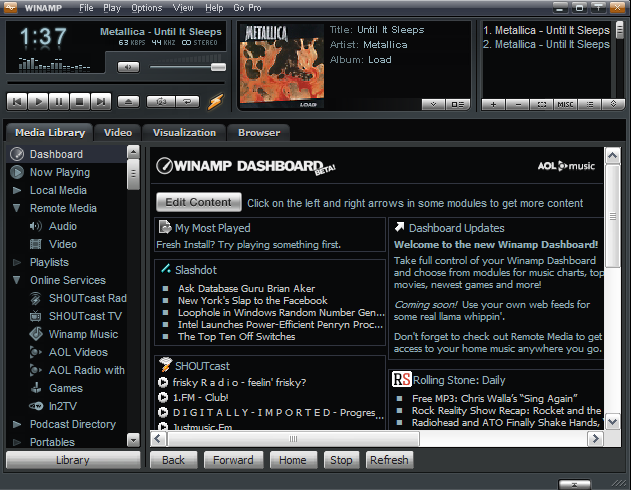 WINAMP File Play Options View Help Go Pro
1:37
Metallica - Until It Sleeps
63 KBPS 44 KHZ STEREO
METALLICA
LOAD
Title: Until It Sleeps
Artist: Metallica
Album: Load
1. Metallica - Until It Sleeps
2. Metallica - Until It Sleeps
MISC
Media Library Video Visualization Browser
Dashboard
Now Playing
Local Media
Remote Media
Audio
Video
Playlists
Online Services
SHOUTcast Rad
SHOUTcast TV
Winamp Music
AOL Videos
AOL Radio with
Games
In2TV
Podcast Directory
Portables
Library
WINAMP DASHBOARD BETA!
AOL music
Edit Content Click on the left and right arrows in some modules to get more content
My Most Played
Fresh Install? Try playing something first.
Slashdot
Ask Database Guru Brian Aker
New York's Slap to the Facebook
Loophole in Windows Random Number Gen...
Intel Launches Power-Efficient Penryn Proc...
The Top Ten Off Switches
SHOUTcast
frisky R a d i o - feelin' frisky?
1.FM - Club!
D I G I T A L L Y - I M P O R T E D - Progres...
Justmusic.Fm
Dashboard Updates
Welcome to the new Winamp Dashboard!
Take full control of your Winamp Dashboard
and choose from modules for music charts, top
movies, newest games and more!
Coming soon! Use your own web feeds for
some real llama whippin'.
Don't forget to check out Remote Media to get
access to your home music anywhere you go.
RS Rolling Stone: Daily
Free MP3: Chris Walla's "Sing Again"
Rock Reality Show Recap: Rocket and the
Radiohead and ATO Finally Shake Hands,
Back Forward Home Stop Refresh